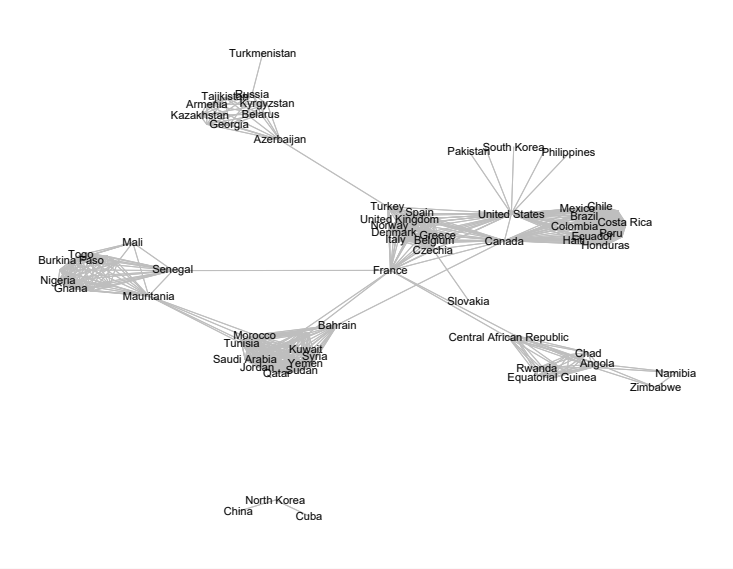 Turkmenistan
Russia
Tajikistan
Armenia
Kyrgyzstan
Kazakhstan
Belarus
Georgia
Azerbaijan
South Korea
Pakistan
Philippines
Turkey
Spain
United States
Mexico
Chile
Brazil
United Kingdom
Costa Rica
Norway
Colombia
Denmark
Peru
Greece
Ecuador
Italy
Belgium
Canada
Haiti
Honduras
Czechia
Mali
Togo
Burkina Faso
Senegal
France
Nigeria
Ghana
Mauritania
Slovakia
Bahrain
Morocco
Central African Republic
Tunisia
Kuwait
Chad
Syria
Saudi Arabia
Yemen
Angola
Jordan
Rwanda
Sudan
Qatar
Namibia
Equatorial Guinea
Zimbabwe
North Korea
China
Cuba